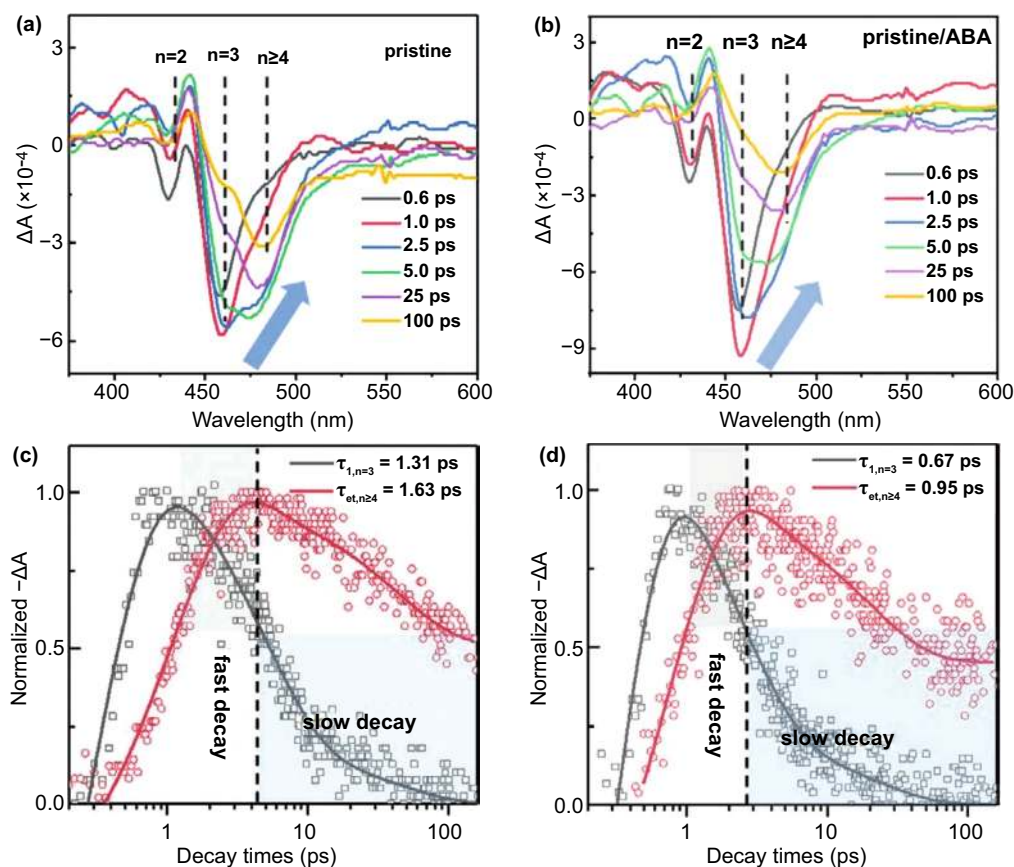 (a)
n=2
n=3
n≥4
pristine
0
−3
−6
ΔA (×10⁻⁴)
0.6 ps
1.0 ps
2.5 ps
5.0 ps
25 ps
100 ps
400
450
500
550
600
Wavelength (nm)
(b)
n=2
n=3
n≥4
pristine/ABA
3
0
−3
−6
−9
ΔA (×10⁻⁴)
0.6 ps
1.0 ps
2.5 ps
5.0 ps
25 ps
100 ps
400
450
500
550
600
Wavelength (nm)
(c)
τ₁,ₙ₌₃ = 1.31 ps
τet,n≥4 = 1.63 ps
1.0
0.5
0.0
Normalized −ΔA
fast decay
slow decay
1
10
100
Decay times (ps)
(d)
τ₁,ₙ₌₃ = 0.67 ps
τet,n≥4 = 0.95 ps
1.0
0.5
0.0
Normalized −ΔA
fast decay
slow decay
1
10
100
Decay times (ps)